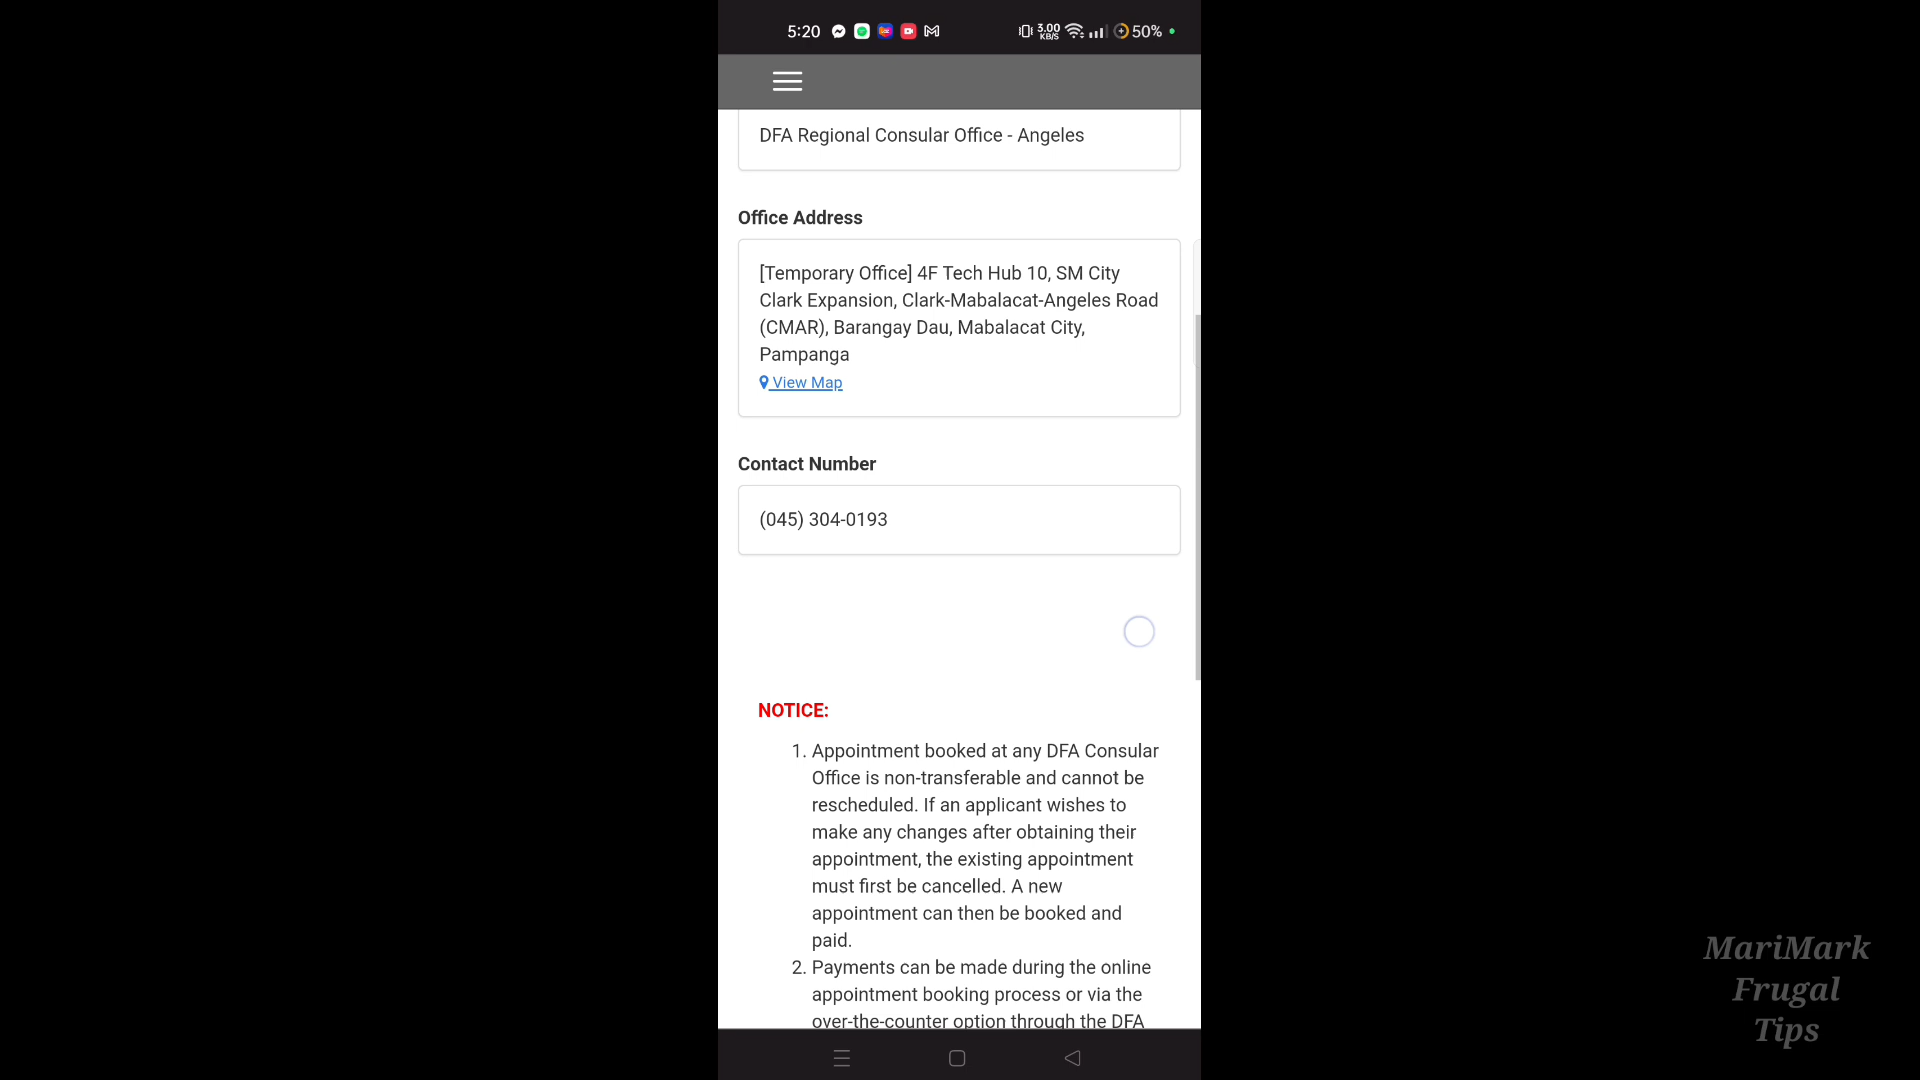 5:20
3.00
KB/S
50%
DFA Regional Consular Office - Angeles
Office Address
[Temporary Office] 4F Tech Hub 10, SM City
Clark Expansion, Clark-Mabalacat-Angeles Road
(CMAR), Barangay Dau, Mabalacat City,
Pampanga
View Map
Contact Number
(045) 304-0193
NOTICE:
1. Appointment booked at any DFA Consular
Office is non-transferable and cannot be
rescheduled. If an applicant wishes to
make any changes after obtaining their
appointment, the existing appointment
must first be cancelled. A new
appointment can then be booked and
paid.
2. Payments can be made during the online
appointment booking process or via the
over-the-counter option through the DFA
MariMark
Frugal
Tips